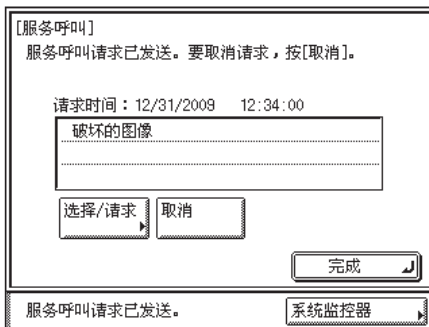 [服务呼叫]
服务呼叫请求已发送。要取消请求，按[取消]。
请求时间：12/31/2009 12:34:00
破坏的图像
选择/请求 取消
完成
服务呼叫请求已发送。 系统监控器